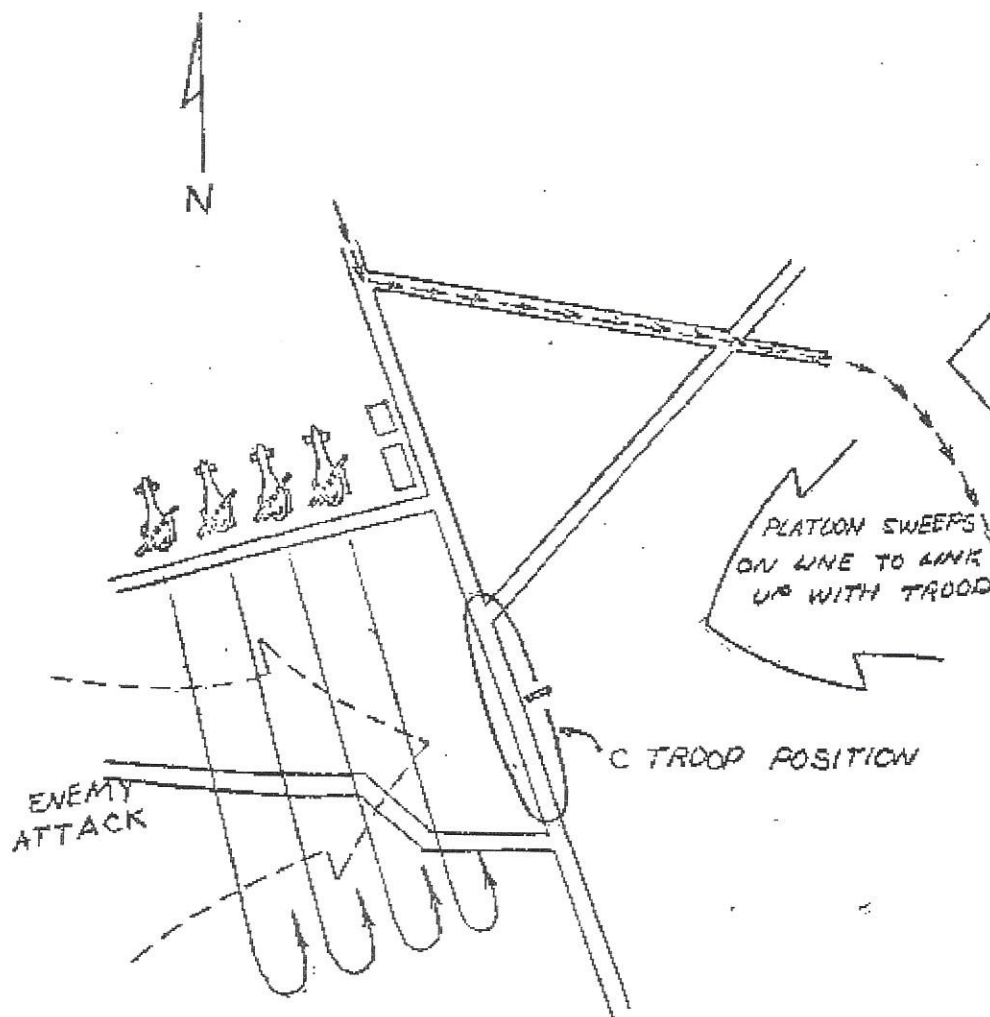 N
PLATOON SWEEPS
ON LINE TO LINK
UP WITH TROOP
C TROOP POSITION
ENEMY
ATTACK